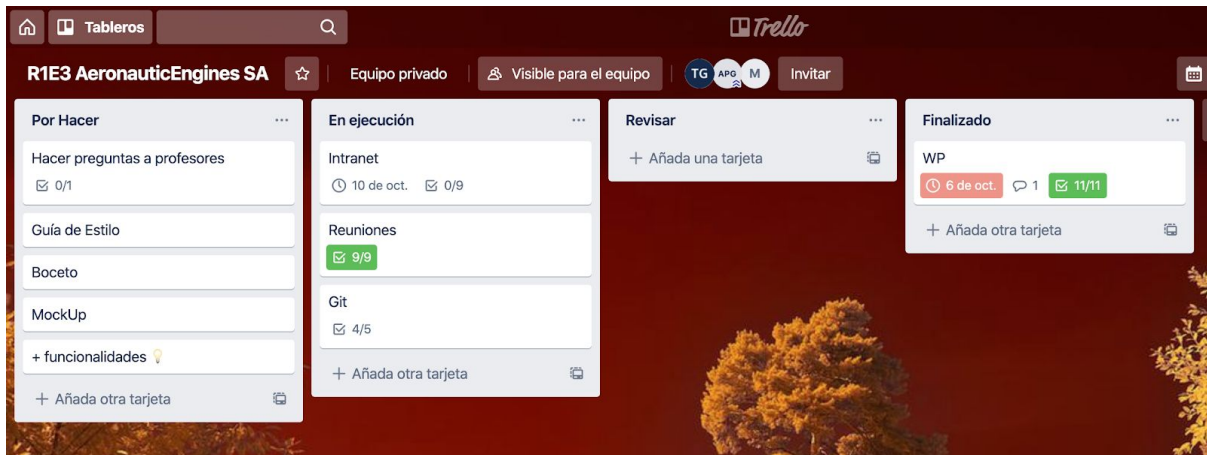 Tableros
Trello
R1E3 AeronauticEngines SA
Equipo privado
Visible para el equipo
TG
APG
M
Invitar
Por Hacer
Hacer preguntas a profesores
0/1
Guía de Estilo
Boceto
MockUp
+ funcionalidades
+ Añada otra tarjeta
En ejecución
Intranet
10 de oct. 0/9
Reuniones
9/9
Git
4/5
+ Añada otra tarjeta
Revisar
+ Añada una tarjeta
Finalizado
WP
6 de oct. 1 11/11
+ Añada otra tarjeta